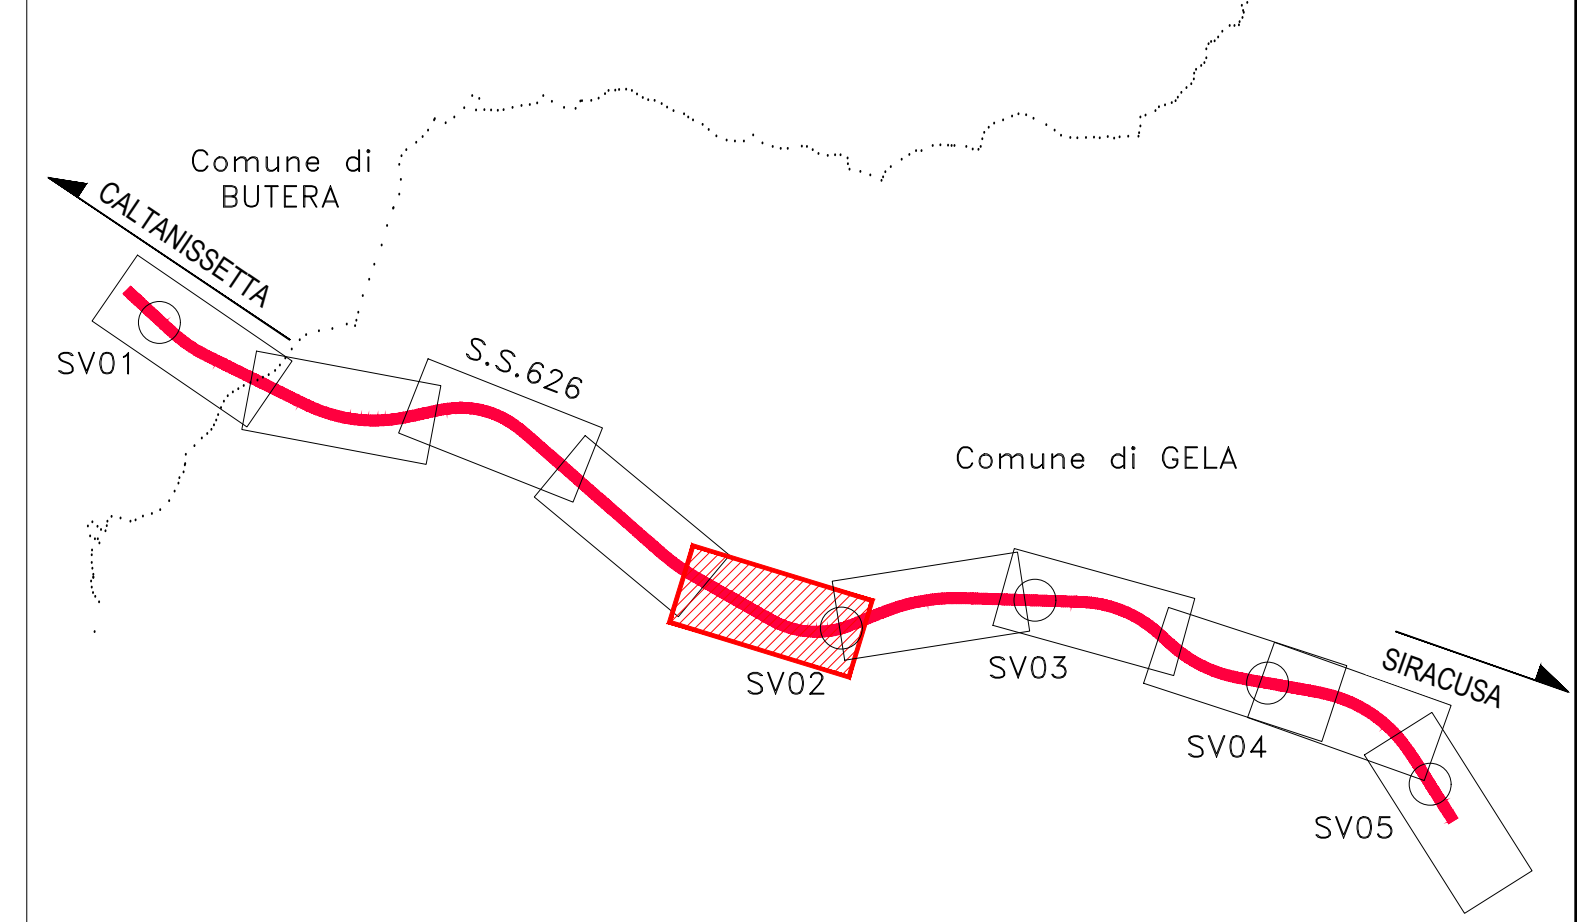 Comune di
BUTERA
CALTANISSETTA
SV01
S.S.626
Comune di GELA
SV02
SV03
SIRACUSA
SV04
SV05